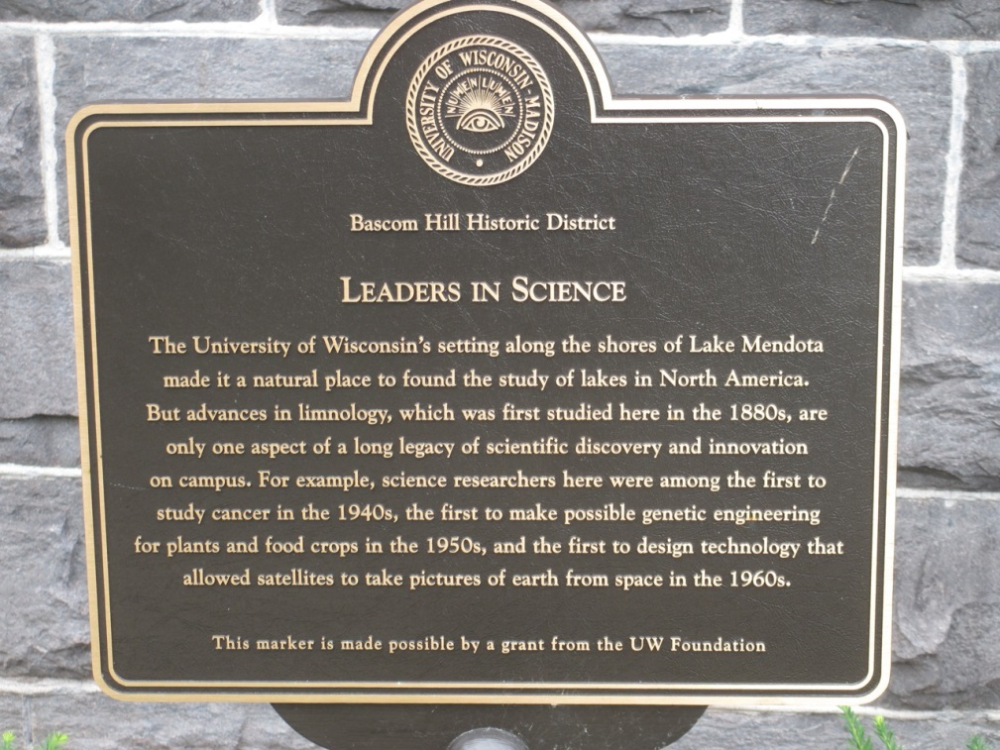 UNIVERSITY OF WISCONSIN-MADISON
NUMEN LUMEN
Bascom Hill Historic District
LEADERS IN SCIENCE
The University of Wisconsin's setting along the shores of Lake Mendota
made it a natural place to found the study of lakes in North America.
But advances in limnology, which was first studied here in the 1880s, are
only one aspect of a long legacy of scientific discovery and innovation
on campus. For example, science researchers here were among the first to
study cancer in the 1940s, the first to make possible genetic engineering
for plants and food crops in the 1950s, and the first to design technology that
allowed satellites to take pictures of earth from space in the 1960s.
This marker is made possible by a grant from the UW Foundation